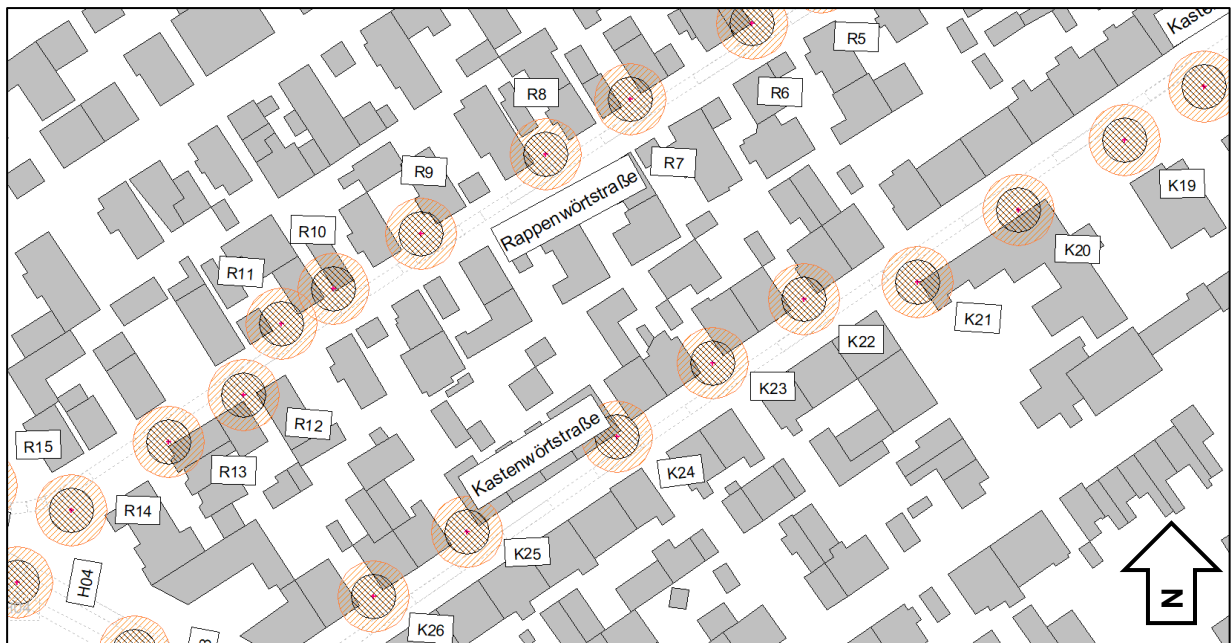 Kasten
R5
R8
R6
R7
K19
R9
Rappenwörtstraße
K20
R10
R11
K21
K22
K23
R12
Kastenwörtstraße
R15
R13
K24
R14
K25
H04
N
K26